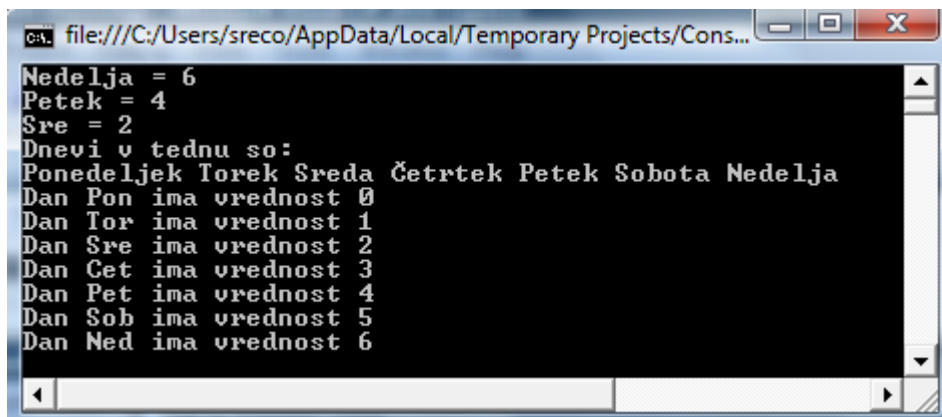 file:///C:/Users/sreco/AppData/Local/Temporary Projects/Cons...
Nedelja = 6
Petek = 4
Sre = 2
Dnevi v tednu so:
Ponedeljek Torek Sreda Četrtek Petek Sobota Nedelja
Dan Pon ima vrednost 0
Dan Tor ima vrednost 1
Dan Sre ima vrednost 2
Dan Cet ima vrednost 3
Dan Pet ima vrednost 4
Dan Sob ima vrednost 5
Dan Ned ima vrednost 6